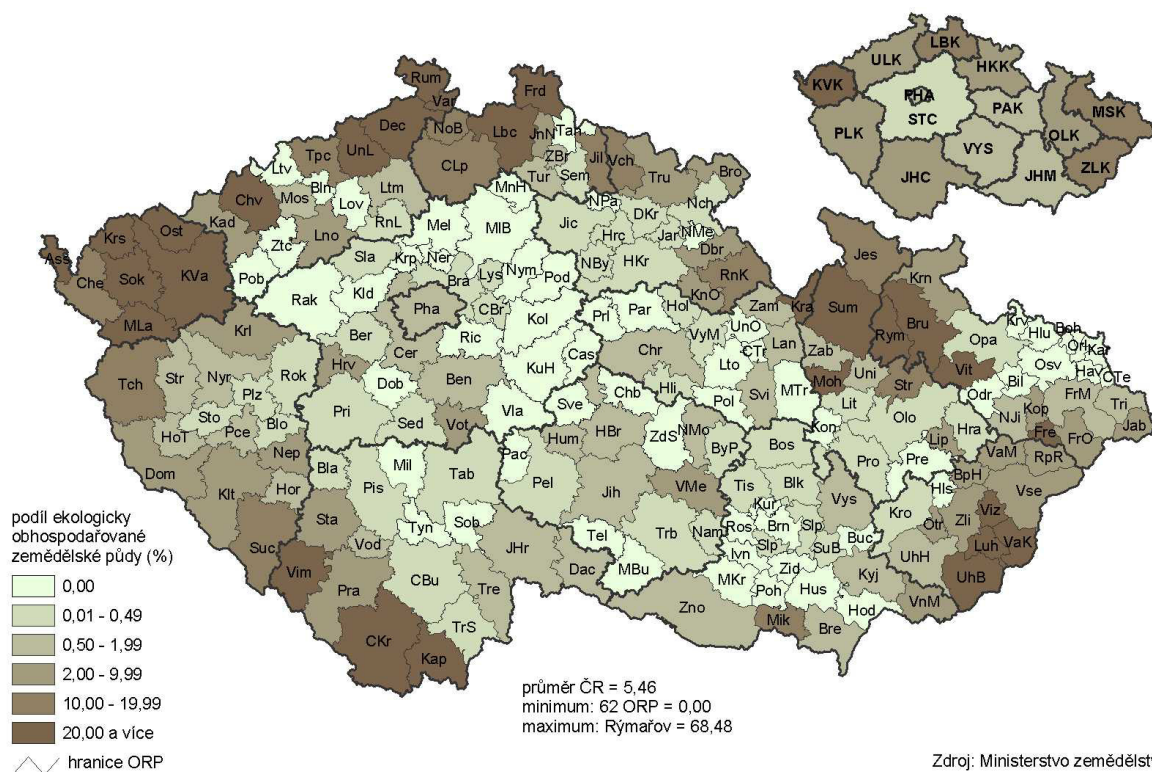 KVK
ULK
LBK
HKK
PHA
STC
PAK
MSK
OLK
PLK
VYS
ZLK
JHC
JHM
Rum
Var
Frd
Dec
NoB
Lbc
JnN
Tan
UnL
Tpc
CLp
ZBr
Jil
Vch
Ltv
Bln
Ltm
Tur
Sem
Tru
Bro
Chv
Mos
Lov
RnL
MnH
NPa
Nch
Kad
Ztc
Lno
Mel
MlB
Jic
DKr
Jar
NMe
Krs
Ost
Ass
Che
Sok
KVa
Pob
Sla
Krp
Ner
Nym
Hrc
Dbr
Rak
Kld
Bra
Lys
Pod
NBy
HKr
RnK
Jes
MLa
Pha
CBr
Kol
KnO
Kra
Sum
Krn
Krl
Ber
Ric
Prl
Par
Hol
Zam
Rym
Bru
Tch
Hrv
Cer
Cas
VyM
UnO
Lan
Zab
Opa
Krv
Hlu
Boh
Orl
Kar
Str
Nyr
Rok
Dob
Ben
KuH
Chr
CTr
Lto
Uni
Vit
Osv
Hav
CTe
Plz
Sto
Pri
Vla
Sve
Chb
Hli
Pol
Svi
MTr
Moh
Str
Odr
Bil
FrM
Tri
HoT
Pce
Blo
Sed
Vot
Lit
Olo
NJi
Kop
Jab
Kon
Hra
Fre
FrO
Nep
Mil
Hum
HBr
ZdS
NMo
ByP
Bos
Lip
VaM
RpR
Dom
Klt
Hor
Bla
Pis
Tab
Pac
Pel
Jih
VMe
Tis
Blk
Pro
Pre
BpH
Vse
Kur
Vys
Hls
Sta
Tyn
Sob
Trb
Nam
Ros
Brn
Slp
Kro
Otr
Zli
Viz
Suc
Vod
JHr
Tel
Ivn
Slp
SuB
Buc
UhH
Luh
VaK
Vim
Pra
CBu
Dac
MBu
MKr
Zid
Kyj
UhB
Tre
Poh
Hus
Hod
VnM
CKr
TrS
Zno
Mik
Bre
Kap
podíl ekologicky
obhospodařované
zemědělské půdy (%)
0,00
0,01 - 0,49
0,50 - 1,99
2,00 - 9,99
10,00 - 19,99
20,00 a více
hranice ORP
průměr ČR = 5,46
minimum: 62 ORP = 0,00
maximum: Rýmařov = 68,48
Zdroj: Ministerstvo zemědělstv